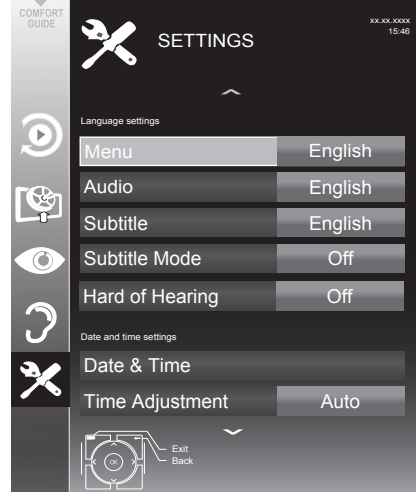 COMFORT
GUIDE
SETTINGS
xx.xx.xxxx
15:46
Language settings
Menu English
Audio English
Subtitle English
Subtitle Mode Off
Hard of Hearing Off
Date and time settings
Date & Time
Time Adjustment Auto
OK
Exit
Back